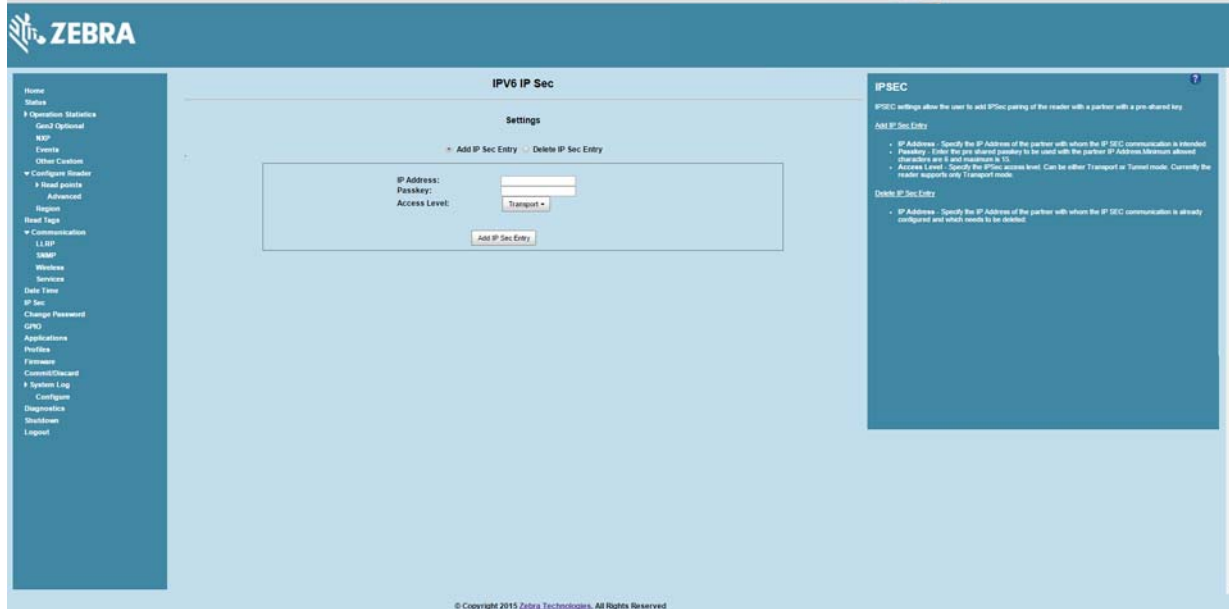 ZEBRA
Home
Status
Operation Statistics
Gen2 Optional
NXP
Events
Other Custom
Configure Reader
Read points
Advanced
Region
Read Tags
Communication
LLRP
SNMP
Wireless
Services
Date Time
IP Sec
Change Password
GPIO
Applications
Profiles
Firmware
Commit/Discard
System Log
Configure
Diagnostics
Shutdown
Logout
IPV6 IP Sec
Settings
Add IP Sec Entry Delete IP Sec Entry
IP Address:
Passkey:
Access Level: Transport
Add IP Sec Entry
?
IPSEC
IPSEC settings allow the user to add IPSec pairing of the reader with a partner with a pre-shared key.
Add IP Sec Entry
• IP Address - Specify the IP Address of the partner with whom the IP SEC communication is intended.
• Passkey - Enter the pre shared passkey to be used with the partner IP Address.Minimum allowed
characters are 6 and maximum is 15.
• Access Level - Specify the IPSec access level. Can be either Transport or Tunnel mode. Currently the
reader supports only Transport mode.
Delete IP Sec Entry
• IP Address - Specify the IP Address of the partner with whom the IP SEC communication is already
configured and which needs to be deleted.
© Copyright 2015 Zebra Technologies. All Rights Reserved